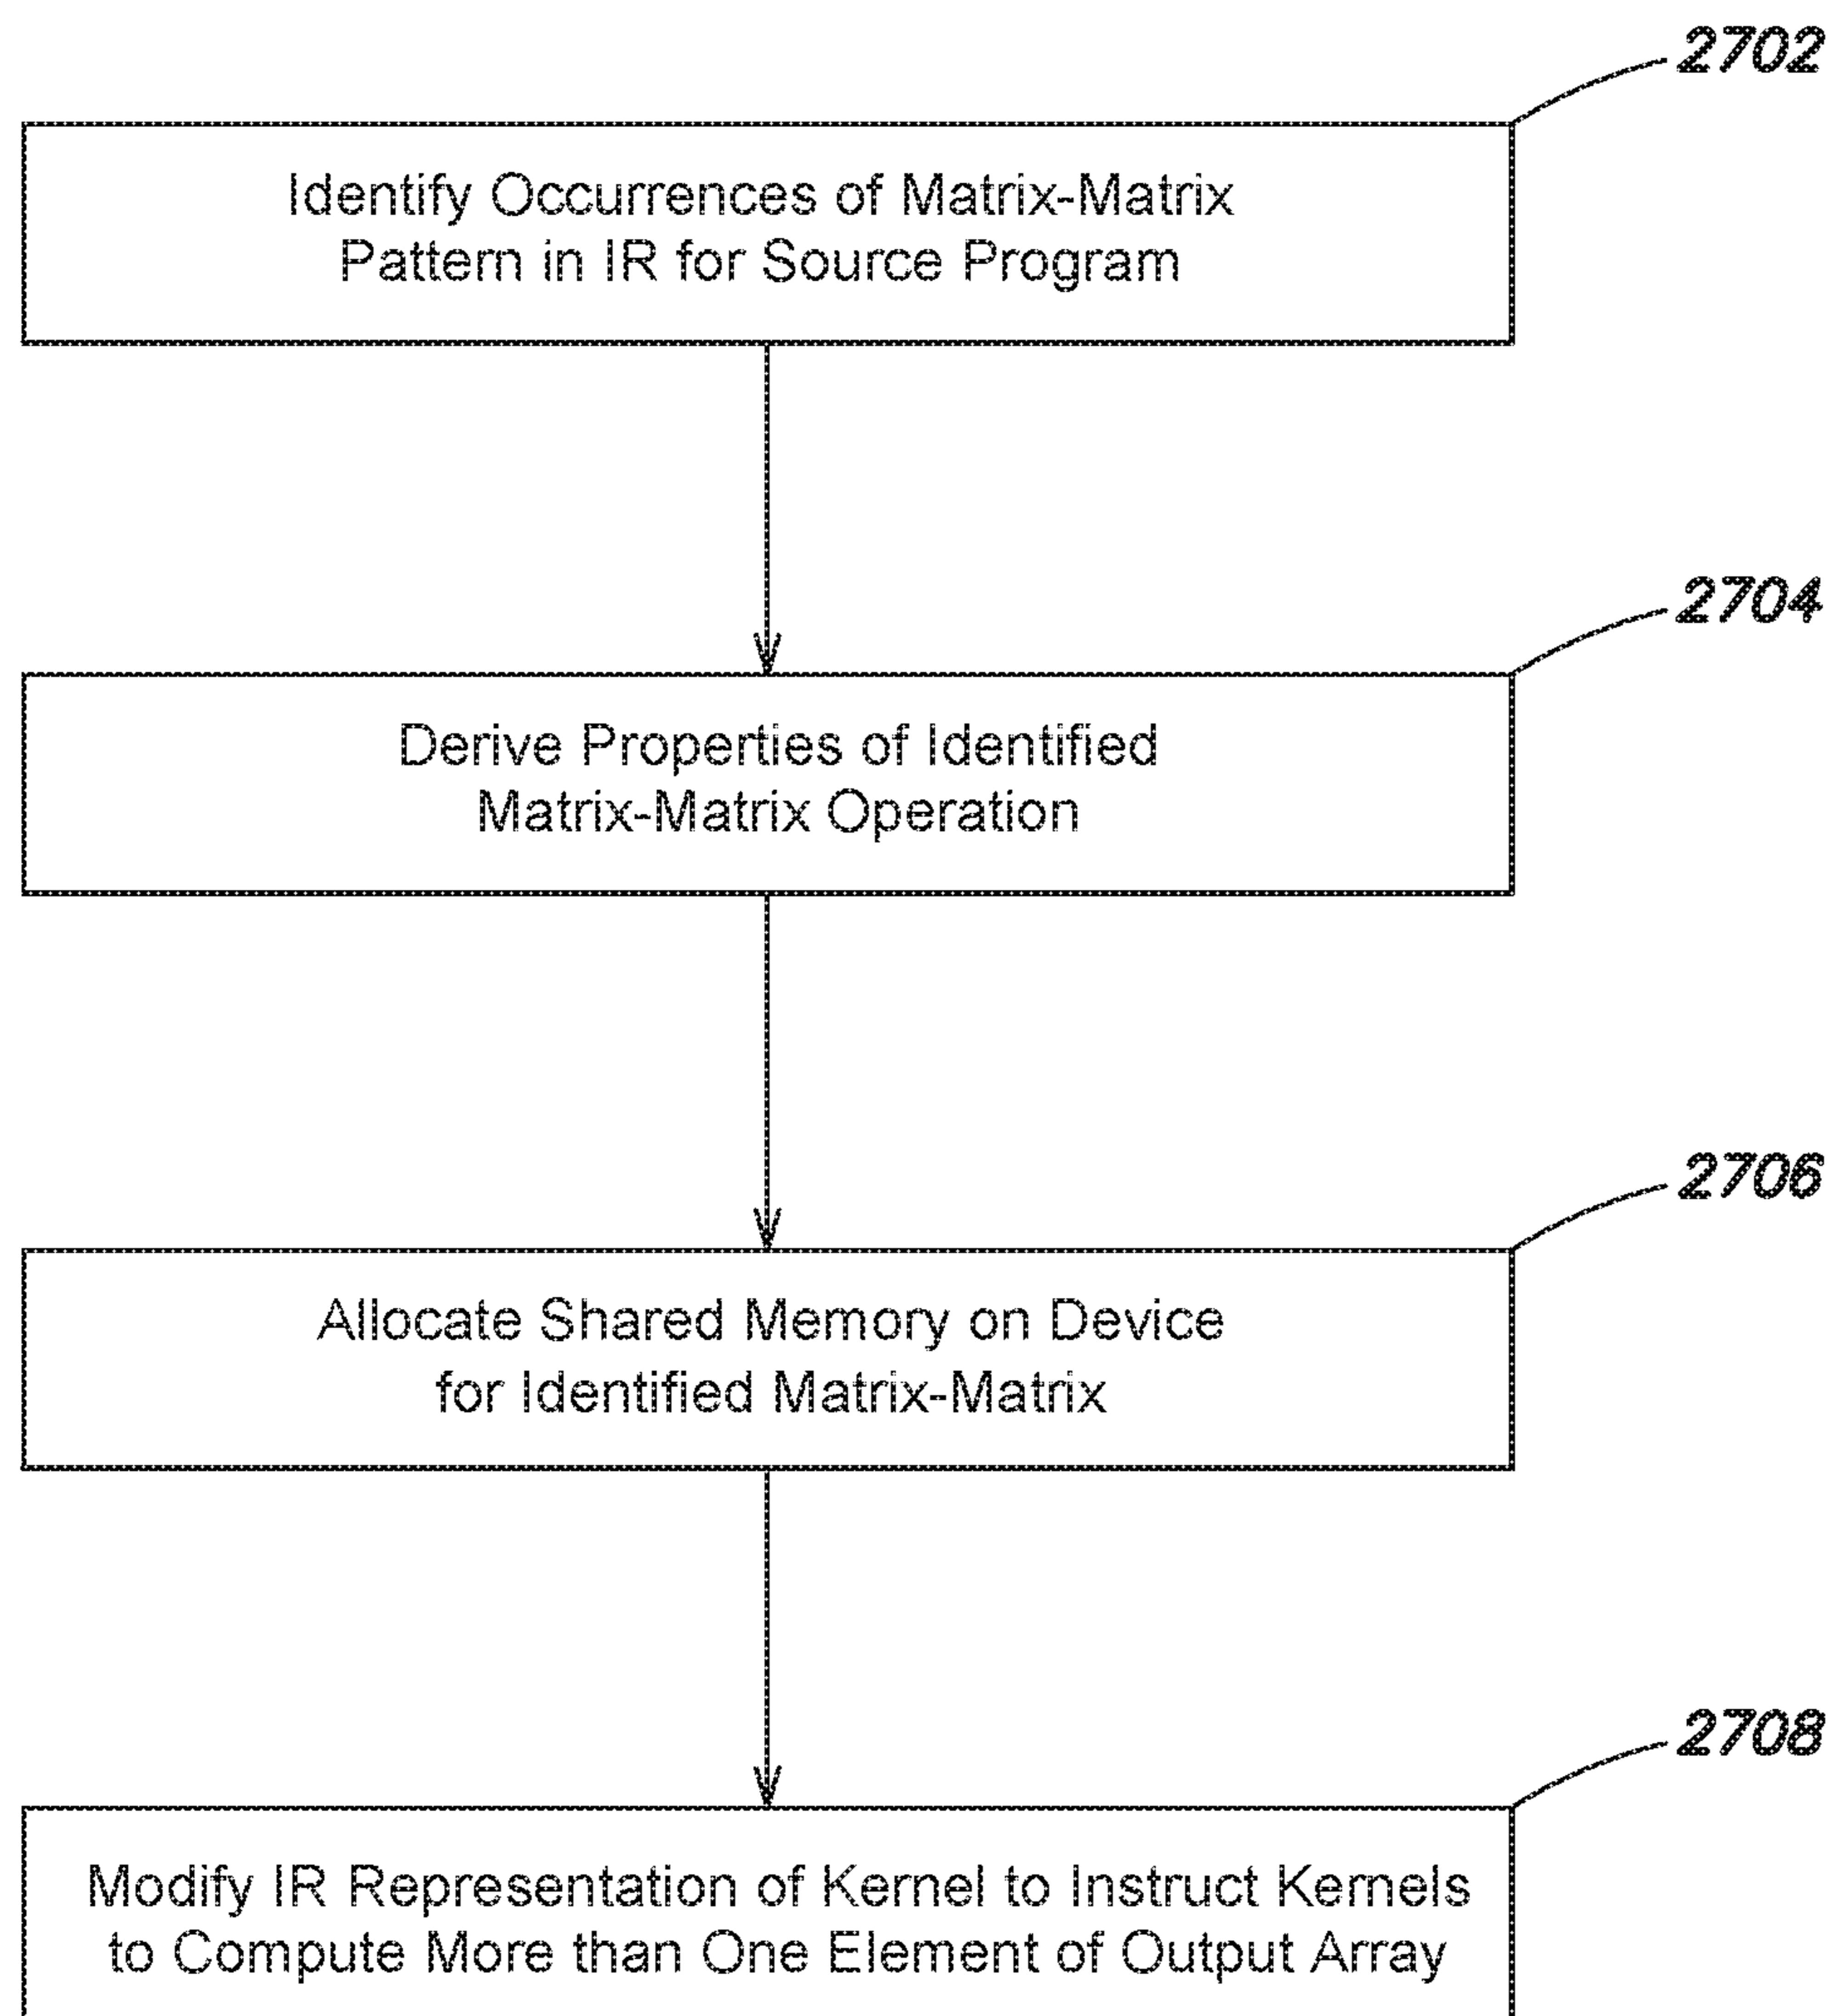 2702
Identify Occurrences of Matrix-Matrix
Pattern in IR for Source Program
2704
Derive Properties of Identified
Matrix-Matrix Operation
2706
Allocate Shared Memory on Device
for Identified Matrix-Matrix
2708
Modify IR Representation of Kernel to Instruct Kernels
to Compute More than One Element of Output Array